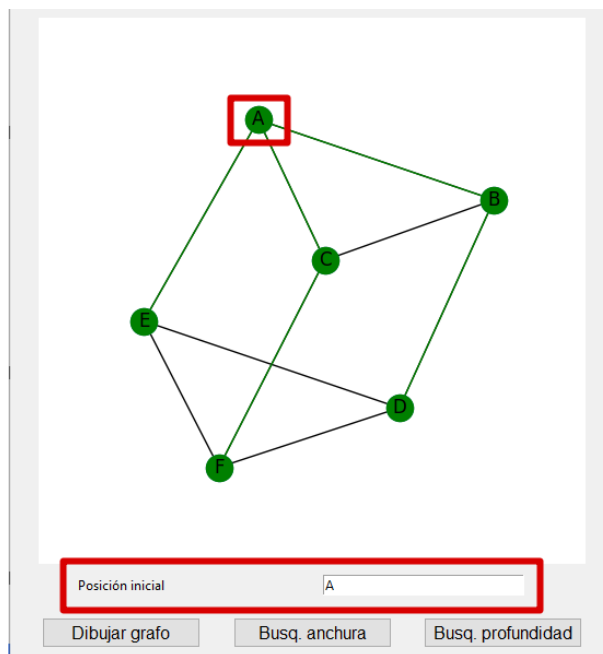 A
B
C
E
D
F
Posición inicial
A
Dibujar grafo
Busq. anchura
Busq. profundidad